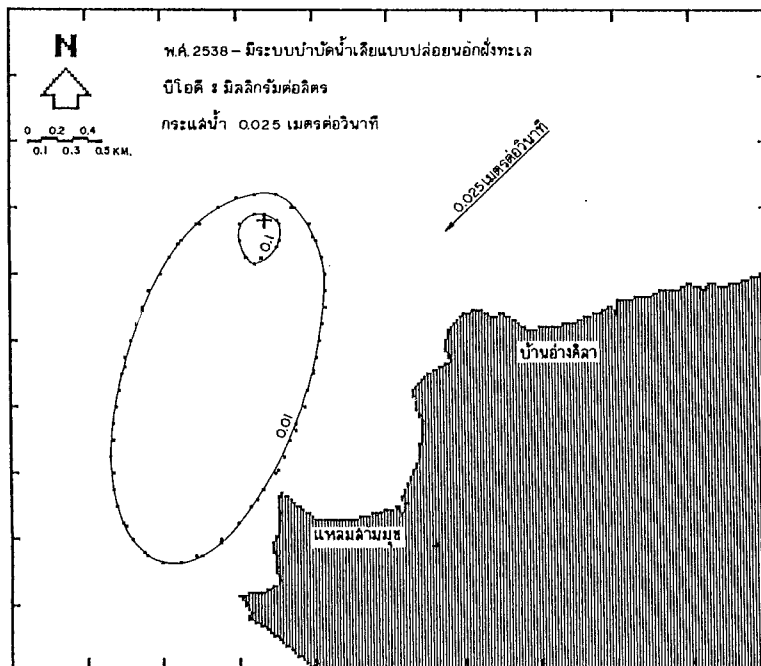 N
พ.ศ. 2538 – มีระบบบำบัดน้ำเสียแบบปล่อยนอกฝั่งทะเล
บีโอดี : มิลลิกรัมต่อลิตร
กระแสน้ำ 0.025 เมตรต่อวินาที
0 0.2 0.4
0.1 0.3 0.5 KM.
0.025 เมตรต่อวินาที
0.1
บ้านอ่างศิลา
0.01
แหลมสามมุข